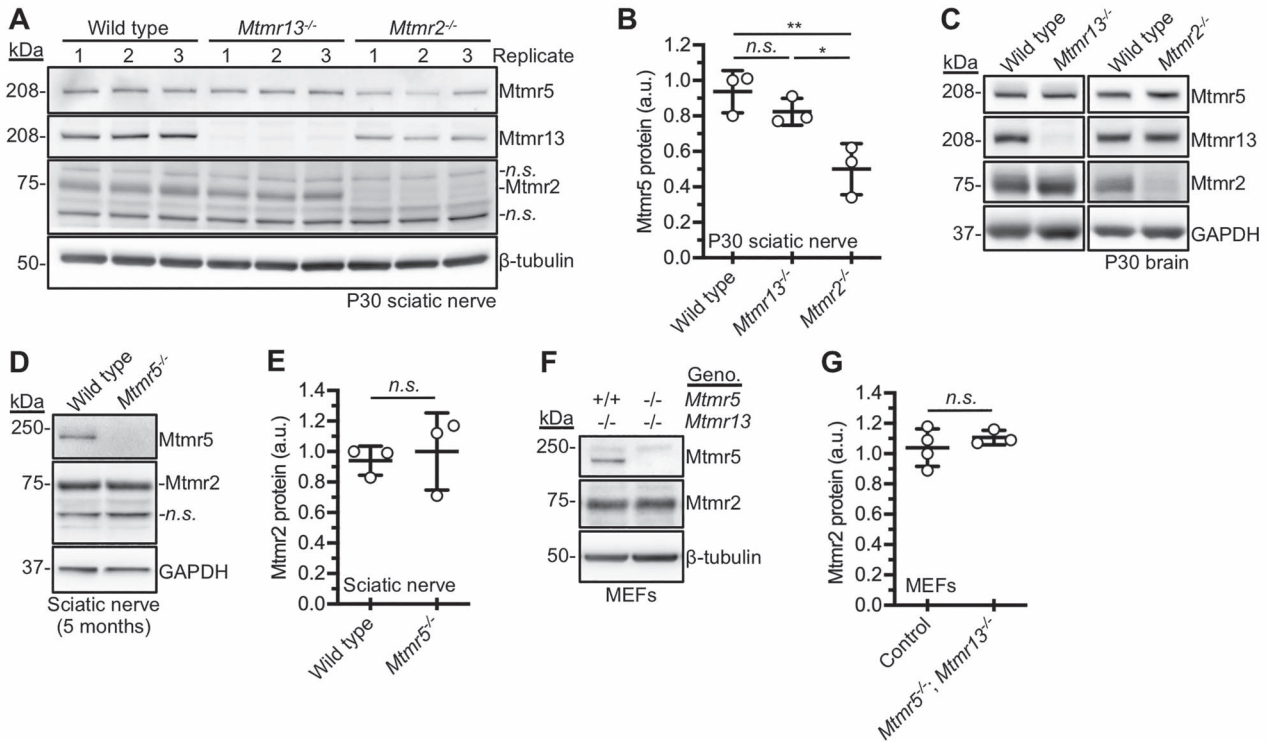 A
Wild type Mtmr13-/- Mtmr2-/-
kDa
1 2 3 1 2 3 1 2 3 Replicate
208- Mtmr5
208- Mtmr13
-n.s.
75- -Mtmr2
-n.s.
50- β-tubulin
P30 sciatic nerve
B
**
n.s. *
Mtmr5 protein (a.u.)
1.2
1.0
0.8
0.6
0.4
0.2
0.0
P30 sciatic nerve
Wild type Mtmr13-/- Mtmr2-/-
C
Wild type Mtmr13-/- Wild type Mtmr2-/-
kDa
208- Mtmr5
208- Mtmr13
75- Mtmr2
37- GAPDH
P30 brain
D
Wild type Mtmr5-/-
kDa
250- Mtmr5
75- -Mtmr2
-n.s.
37- GAPDH
Sciatic nerve
(5 months)
E
n.s.
Mtmr2 protein (a.u.)
1.4
1.2
1.0
0.8
0.6
0.4
0.2
0.0
Sciatic nerve
Wild type Mtmr5-/-
F
Geno.
+/+ -/- Mtmr5
kDa -/- -/- Mtmr13
250- Mtmr5
75- Mtmr2
50- β-tubulin
MEFs
G
n.s.
Mtmr2 protein (a.u.)
1.4
1.2
1.0
0.8
0.6
0.4
0.2
0.0
MEFs
Control Mtmr5-/-; Mtmr13-/-